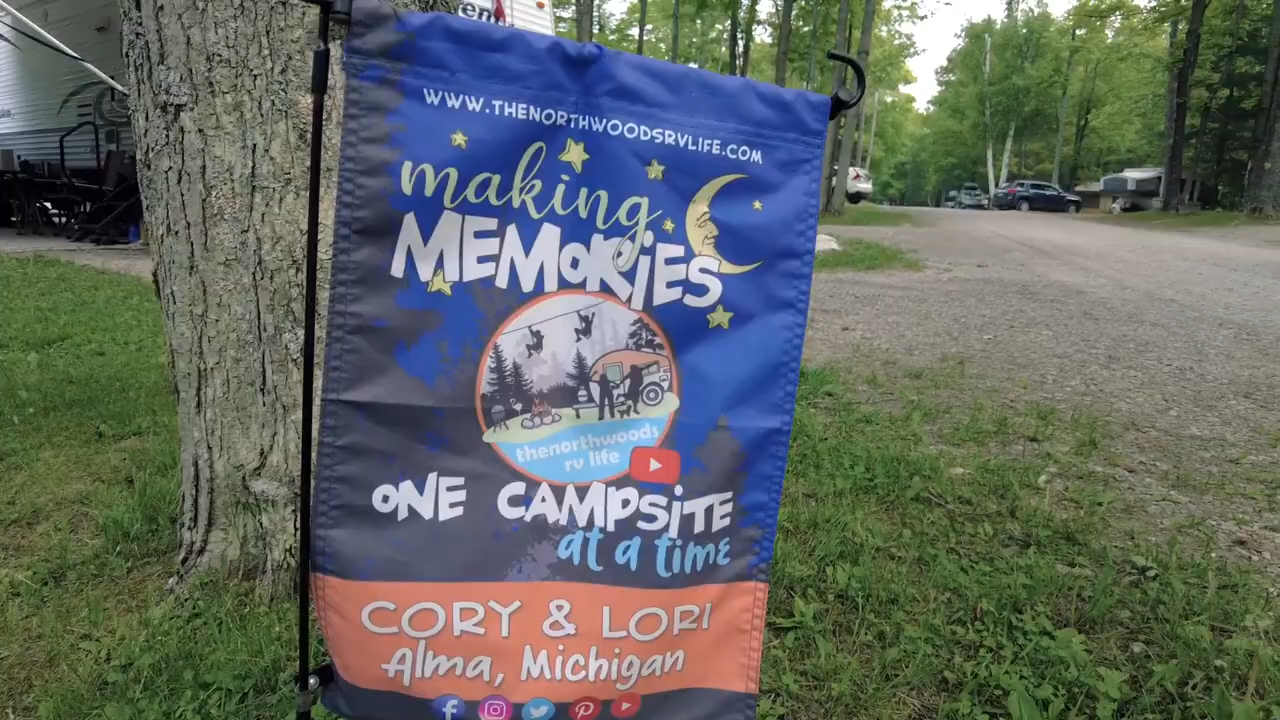 WWW.THENORTHWOODSRVLIFE.COM
making
MEMORIES
thenorthwoods
rv life
ONE CAMPSITE
at a time
CORY & LORI
Alma, Michigan